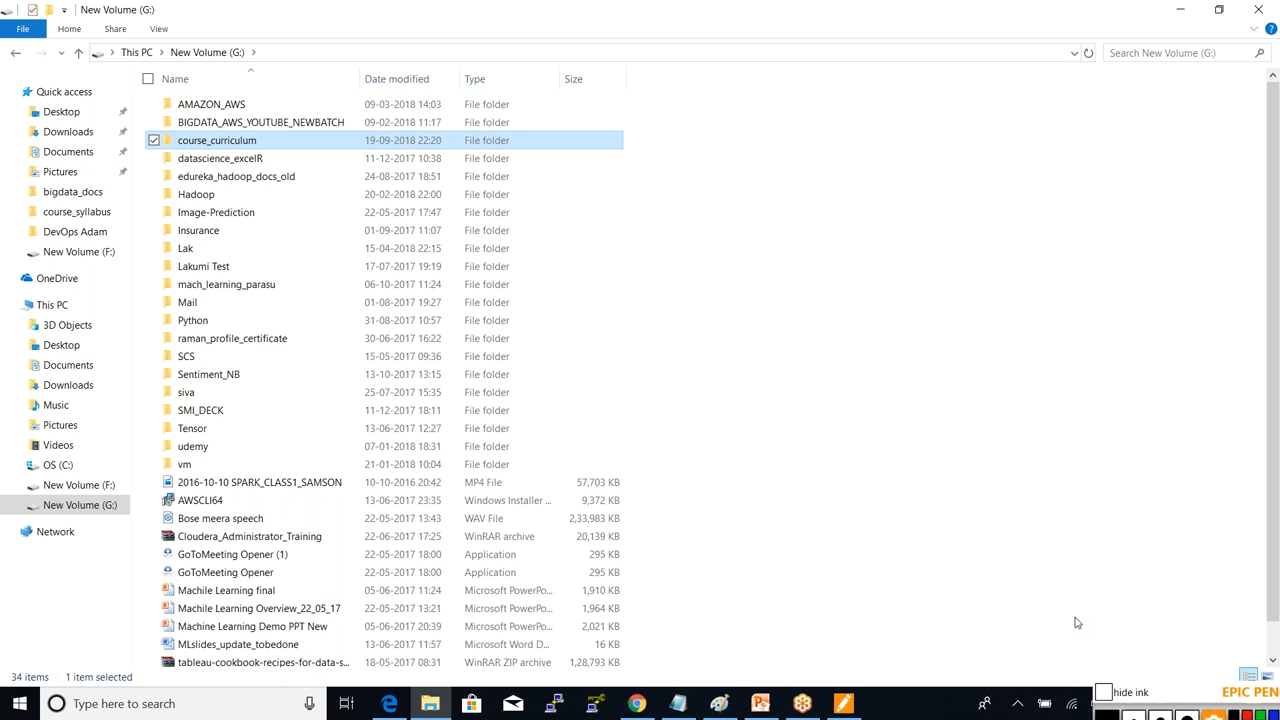 New Volume (G:)
File Home Share View
This PC New Volume (G:) Search New Volume (G:)
Name Date modified Type Size
Quick access
Desktop
Downloads
Documents
Pictures
bigdata_docs
course_syllabus
DevOps Adam
New Volume (F:)
OneDrive
This PC
3D Objects
Desktop
Documents
Downloads
Music
Pictures
Videos
OS (C:)
New Volume (F:)
New Volume (G:)
Network
AMAZON_AWS 09-03-2018 14:03 File folder
BIGDATA_AWS_YOUTUBE_NEWBATCH 09-02-2018 11:17 File folder
course_curriculum 19-09-2018 22:20 File folder
datascience_excelR 11-12-2017 10:38 File folder
edureka_hadoop_docs_old 24-08-2017 18:51 File folder
Hadoop 20-02-2018 22:00 File folder
Image-Prediction 22-05-2017 17:47 File folder
Insurance 01-09-2017 11:07 File folder
Lak 15-04-2018 22:15 File folder
Lakumi Test 17-07-2017 19:19 File folder
mach_learning_parasu 06-10-2017 11:24 File folder
Mail 01-08-2017 19:27 File folder
Python 31-08-2017 10:57 File folder
raman_profile_certificate 30-06-2017 16:22 File folder
SCS 15-05-2017 09:36 File folder
Sentiment_NB 13-10-2017 13:15 File folder
siva 25-07-2017 15:35 File folder
SMI_DECK 11-12-2017 18:11 File folder
Tensor 13-06-2017 12:27 File folder
udemy 07-01-2018 18:31 File folder
vm 21-01-2018 10:04 File folder
2016-10-10 SPARK_CLASS1_SAMSON 10-10-2016 20:42 MP4 File 57,703 KB
AWSCLI64 13-06-2017 23:35 Windows Installer ... 9,372 KB
Bose meera speech 22-05-2017 13:43 WAV File 2,33,983 KB
Cloudera_Administrator_Training 22-06-2017 17:25 WinRAR archive 20,139 KB
GoToMeeting Opener (1) 22-05-2017 18:00 Application 295 KB
GoToMeeting Opener 22-05-2017 18:00 Application 295 KB
Machile Learning final 05-06-2017 11:24 Microsoft PowerPo... 1,910 KB
Machile Learning Overview_22_05_17 22-05-2017 13:21 Microsoft PowerPo... 1,964 KB
Machine Learning Demo PPT New 05-06-2017 20:39 Microsoft PowerPo... 2,021 KB
MLslides_update_tobedone 13-06-2017 11:57 Microsoft Word D... 16 KB
tableau-cookbook-recipes-for-data-s... 18-05-2017 08:31 WinRAR ZIP archive 1,28,793 KB
34 items 1 item selected
Type here to search
hide ink EPIC PEN